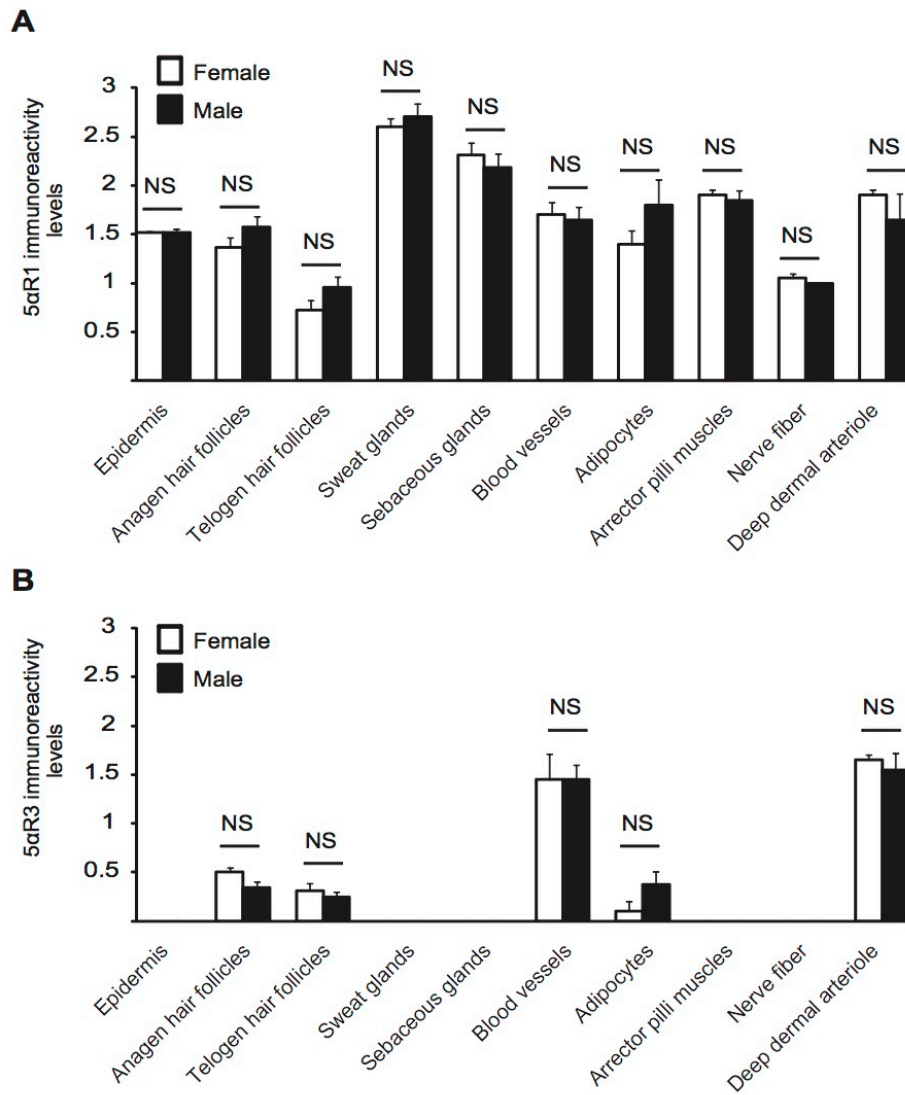 A
Female
Male
5αR1 immunoreactivity
levels
3
2.5
2
1.5
1
0.5
NS
NS
NS
NS
NS
NS
NS
NS
NS
NS
Epidermis
Anagen hair follicles
Telogen hair follicles
Sweat glands
Sebaceous glands
Blood vessels
Adipocytes
Arrector pilli muscles
Nerve fiber
Deep dermal arteriole
B
Female
Male
5αR3 immunoreactivity
levels
3
2.5
2
1.5
1
0.5
NS
NS
NS
NS
NS
Epidermis
Anagen hair follicles
Telogen hair follicles
Sweat glands
Sebaceous glands
Blood vessels
Adipocytes
Arrector pilli muscles
Nerve fiber
Deep dermal arteriole